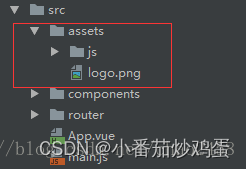 src
assets
js
logo.png
components
router
App.vue
main.js
CSDN @小番茄炒鸡蛋